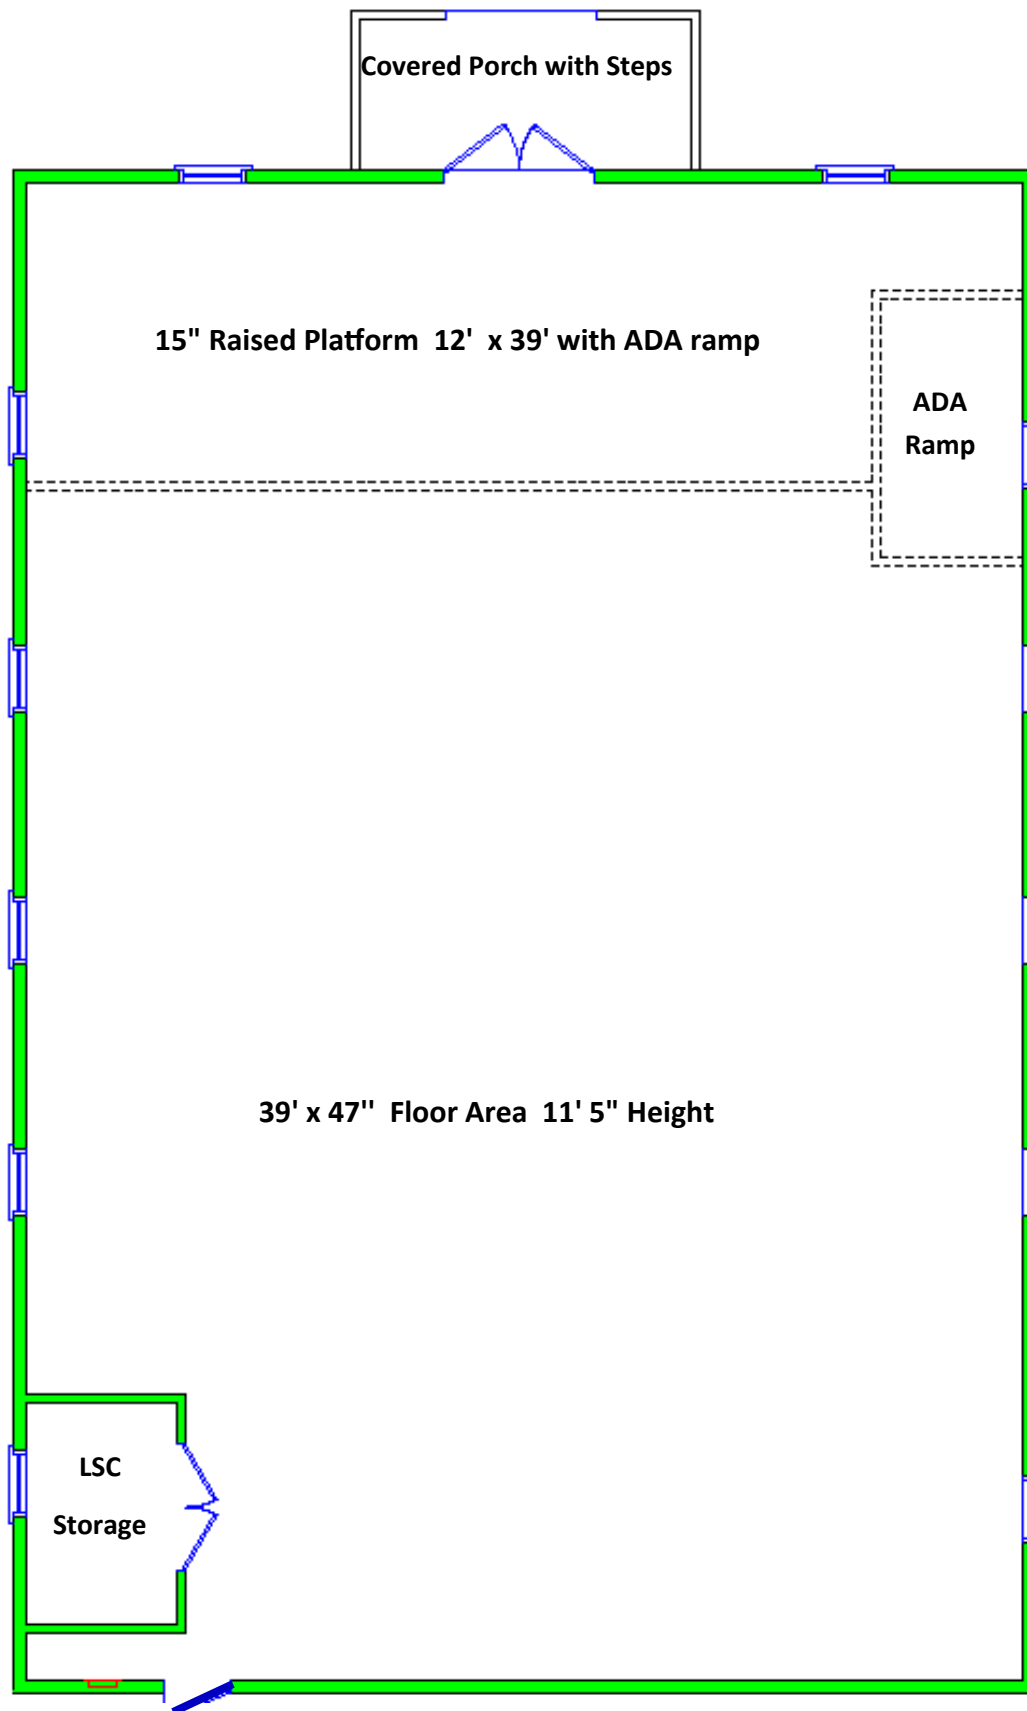 Covered Porch with Steps
15" Raised Platform  12'  x 39' with ADA ramp
ADA
Ramp
39' x 47''  Floor Area  11' 5" Height
LSC
Storage